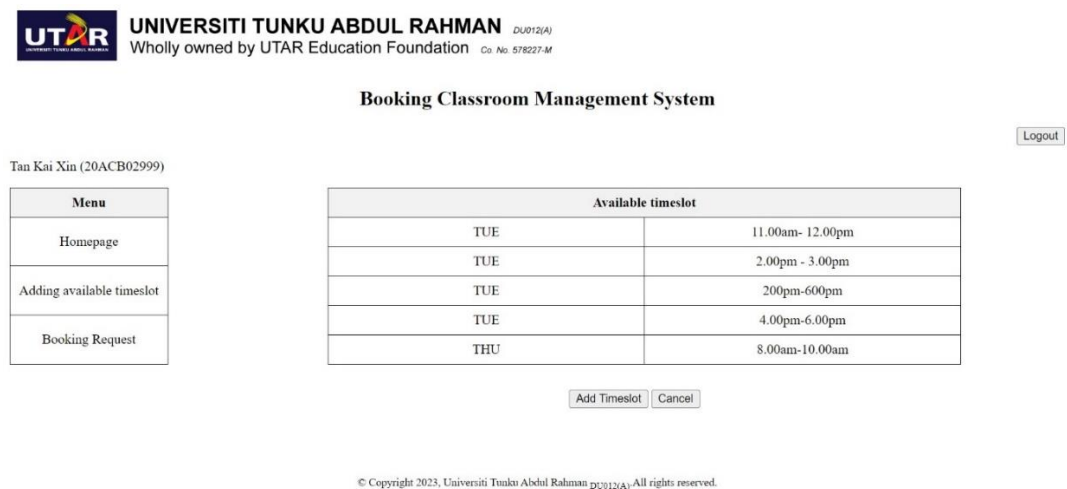 UTAR
UNIVERSITI TUNKU ABDUL RAHMAN
UNIVERSITI TUNKU ABDUL RAHMAN DU012(A)
Wholly owned by UTAR Education Foundation Co. No. 578227-M
Booking Classroom Management System
Logout
Tan Kai Xin (20ACB02999)
Menu
Homepage
Adding available timeslot
Booking Request
Available timeslot
TUE 11.00am- 12.00pm
TUE 2.00pm - 3.00pm
TUE 200pm-600pm
TUE 4.00pm-6.00pm
THU 8.00am-10.00am
Add Timeslot Cancel
© Copyright 2023, Universiti Tunku Abdul Rahman DU012(A).All rights reserved.